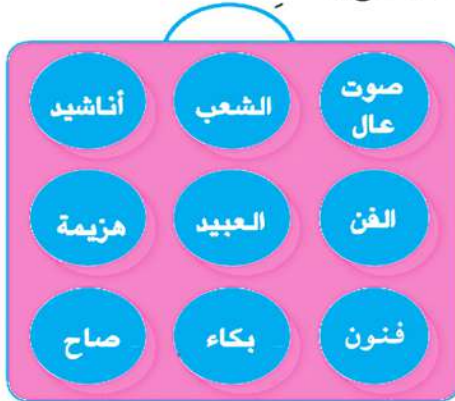 صوت عال
الشعب
أناشيد
الفن
العبيد
هزيمة
فنون
بكاء
صاح